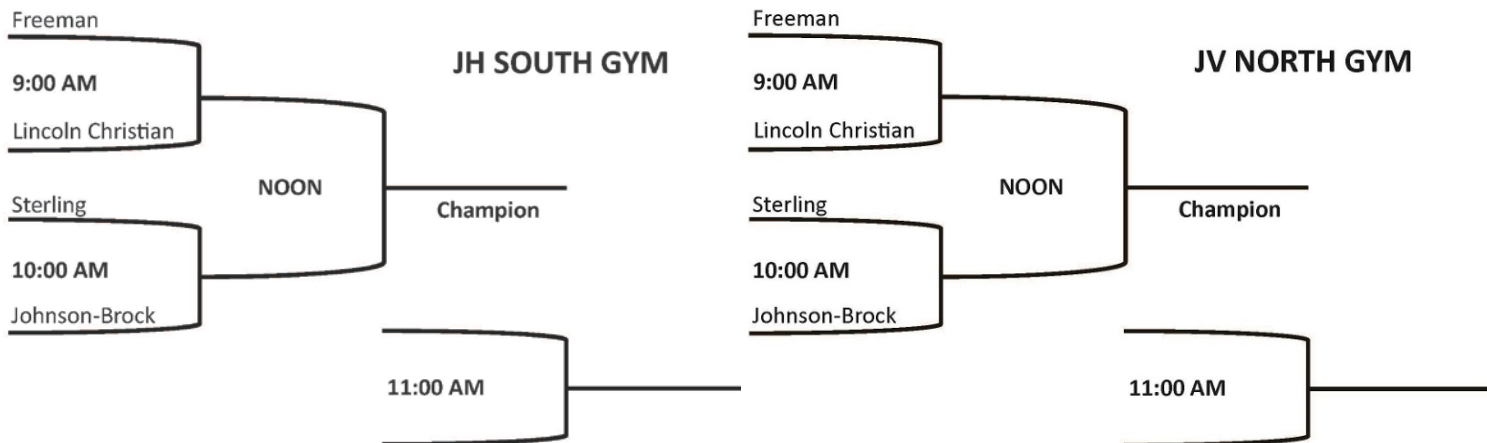 Freeman
JH SOUTH GYM
9:00 AM
Lincoln Christian
NOON
Champion
Sterling
10:00 AM
Johnson-Brock
11:00 AM
Freeman
JV NORTH GYM
9:00 AM
Lincoln Christian
NOON
Champion
Sterling
10:00 AM
Johnson-Brock
11:00 AM